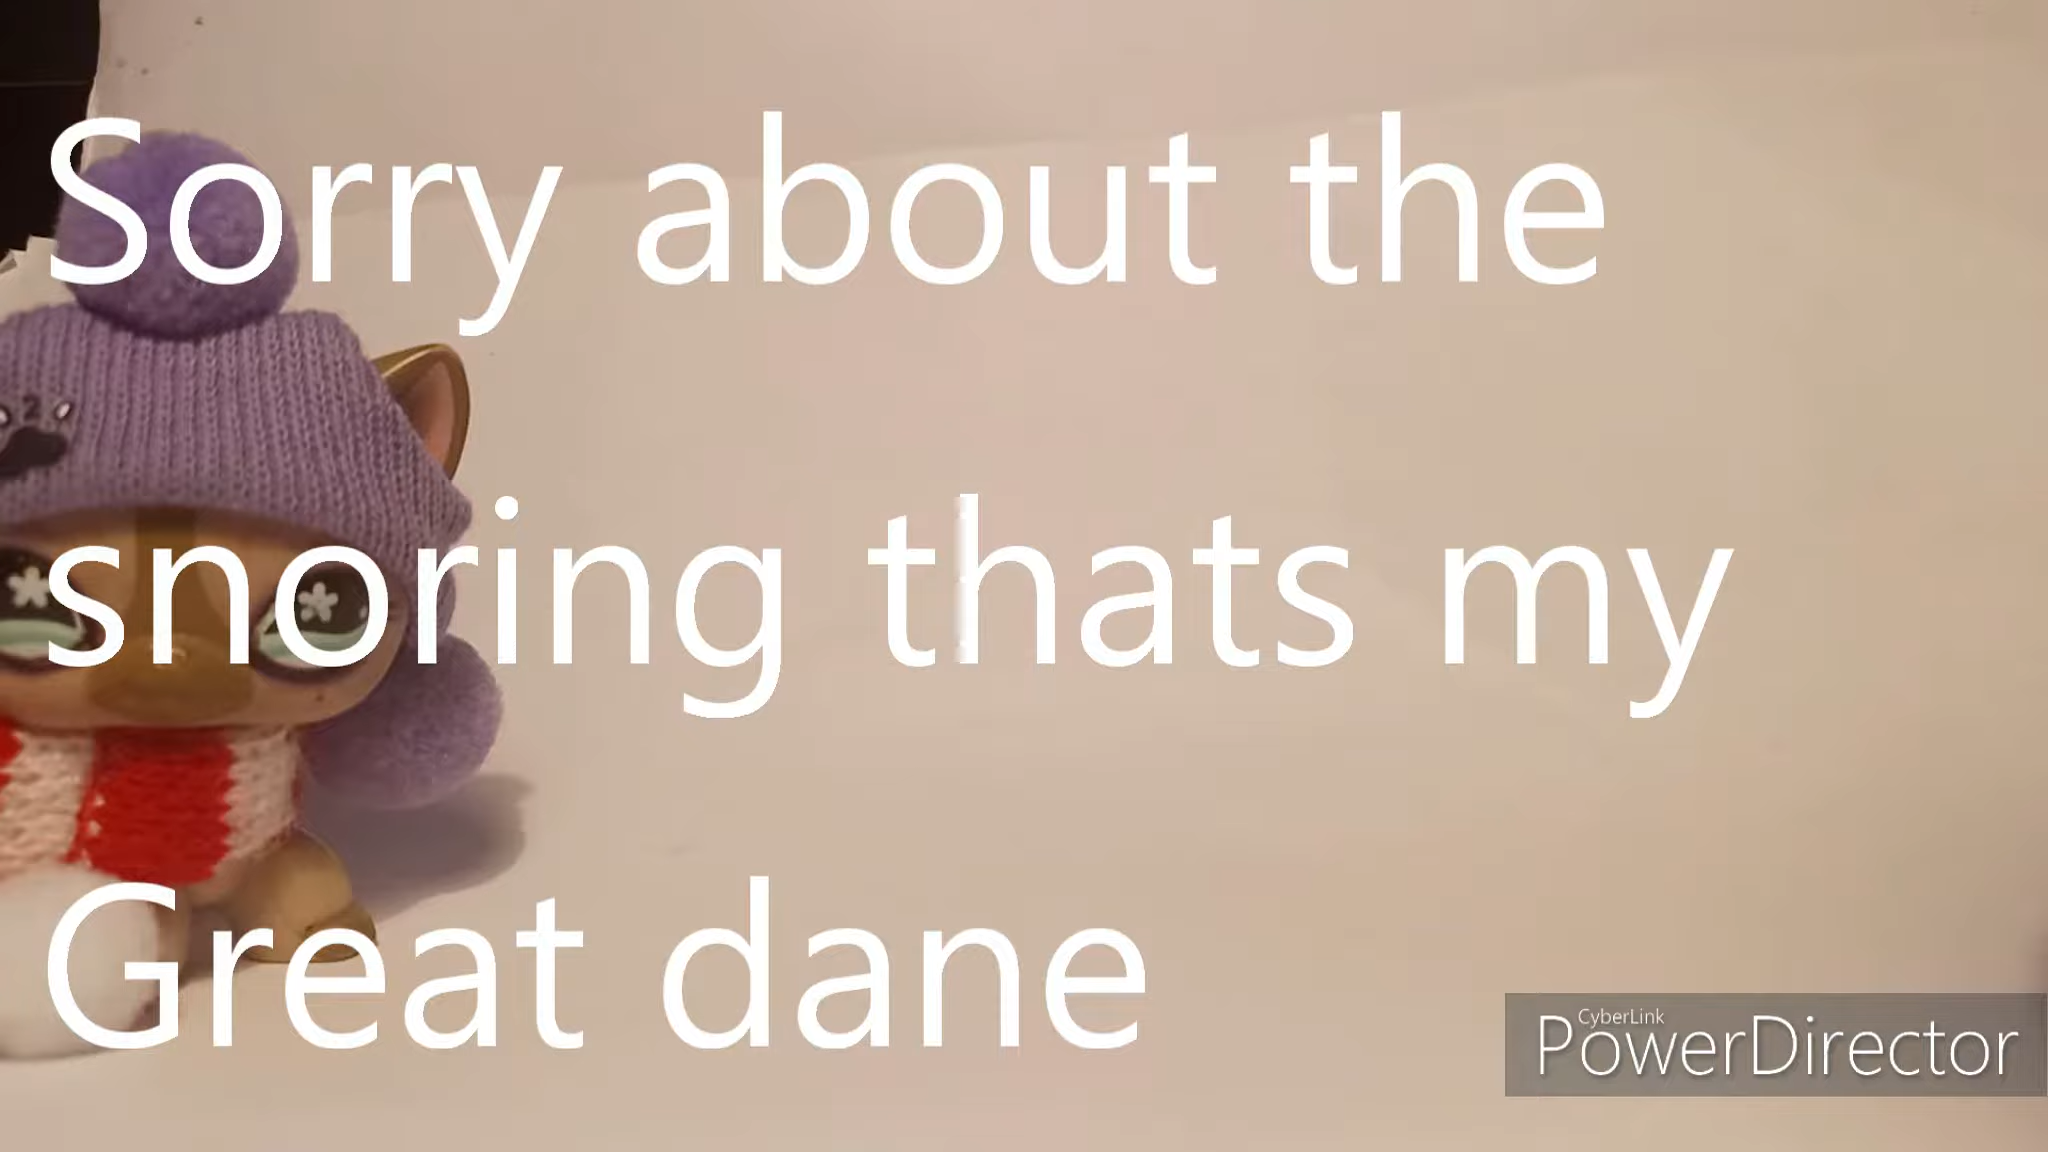 Sorry about the
snoring thats my
Great dane
CyberLink
PowerDirector